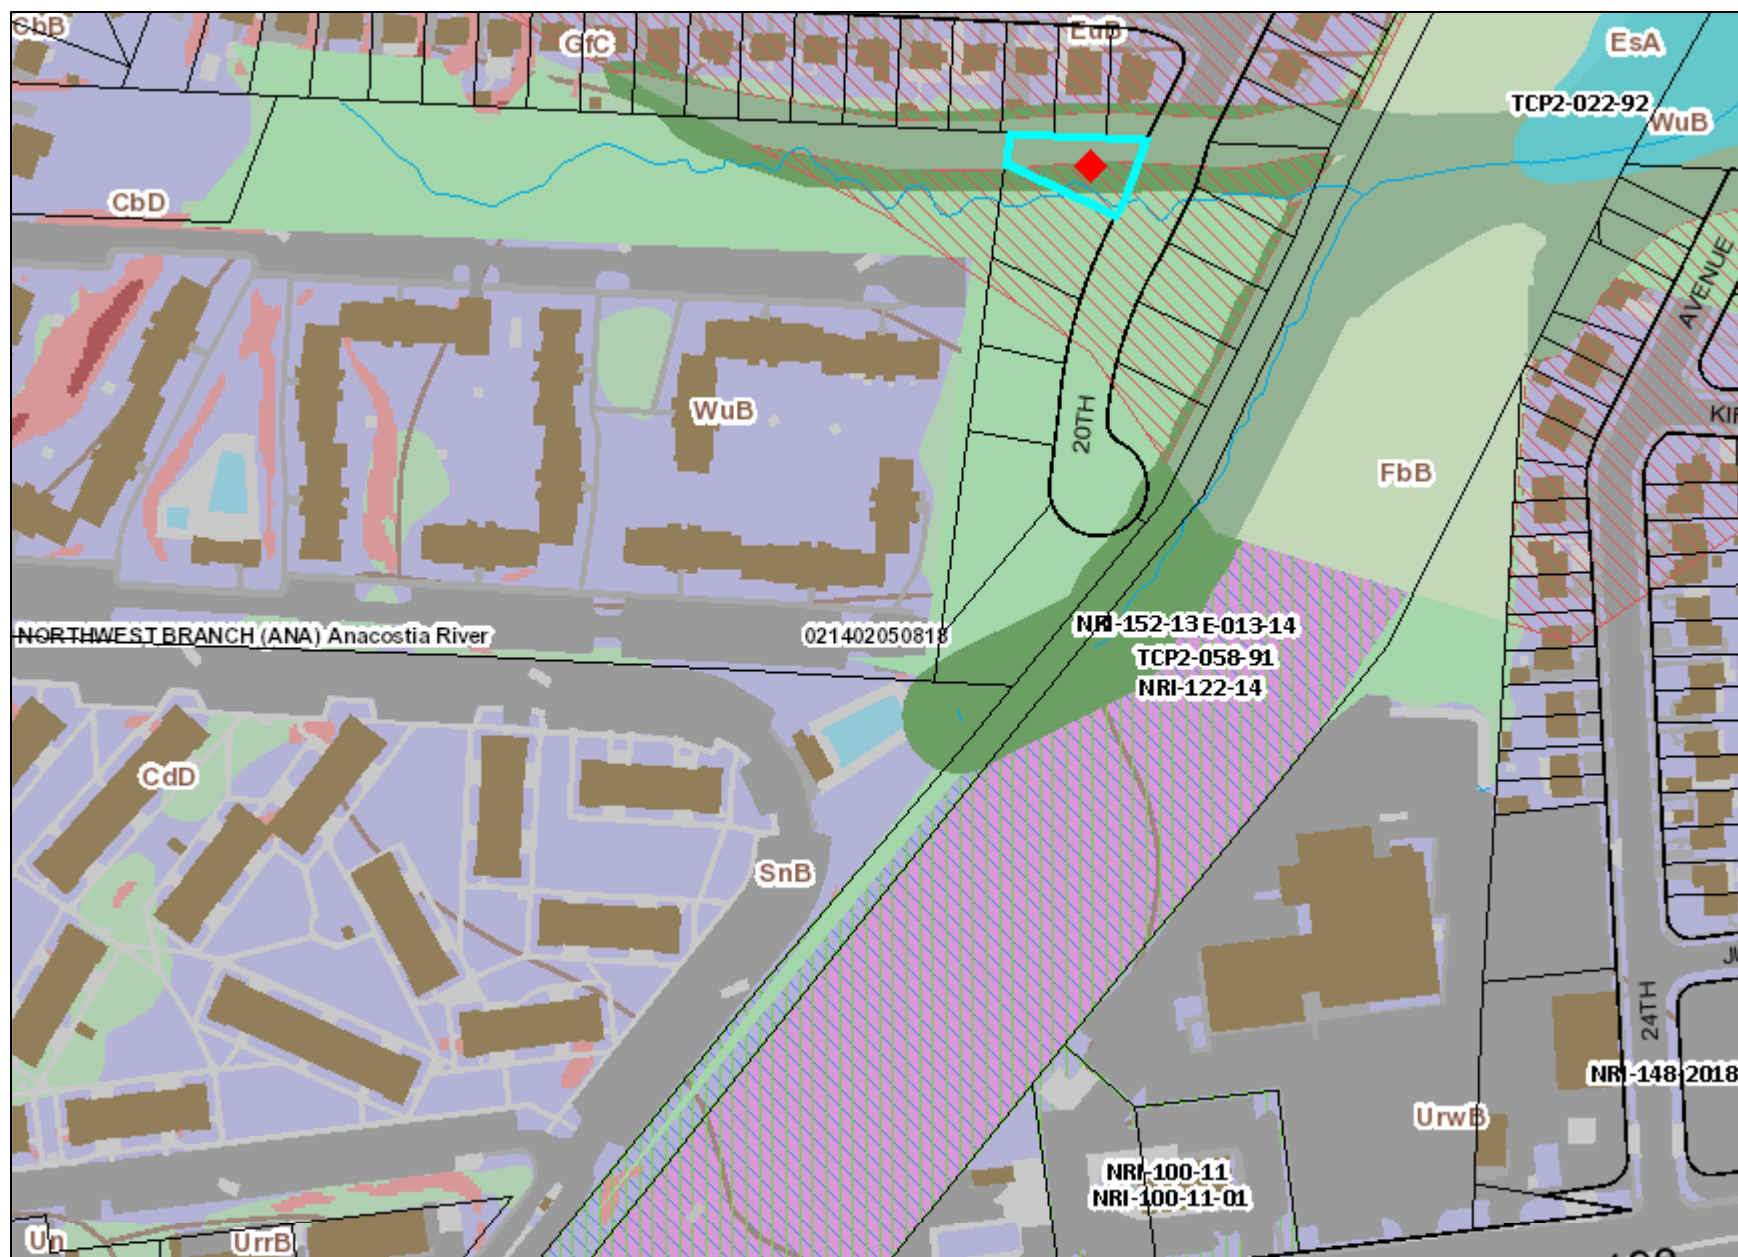 CbB
GfC
EuB
EsA
TCP2-022-92
WuB
CbD
AVENUE
WuB
20TH
FbB
NORTHWEST BRANCH (ANA) Anacostia River
021402050818
NRI-152-13
E-013-14
TCP2-058-91
NRI-122-14
CdD
SnB
24TH
NRI-148-2018
UrwB
NRI-100-11
NRI-100-11-01
Un
UrrB